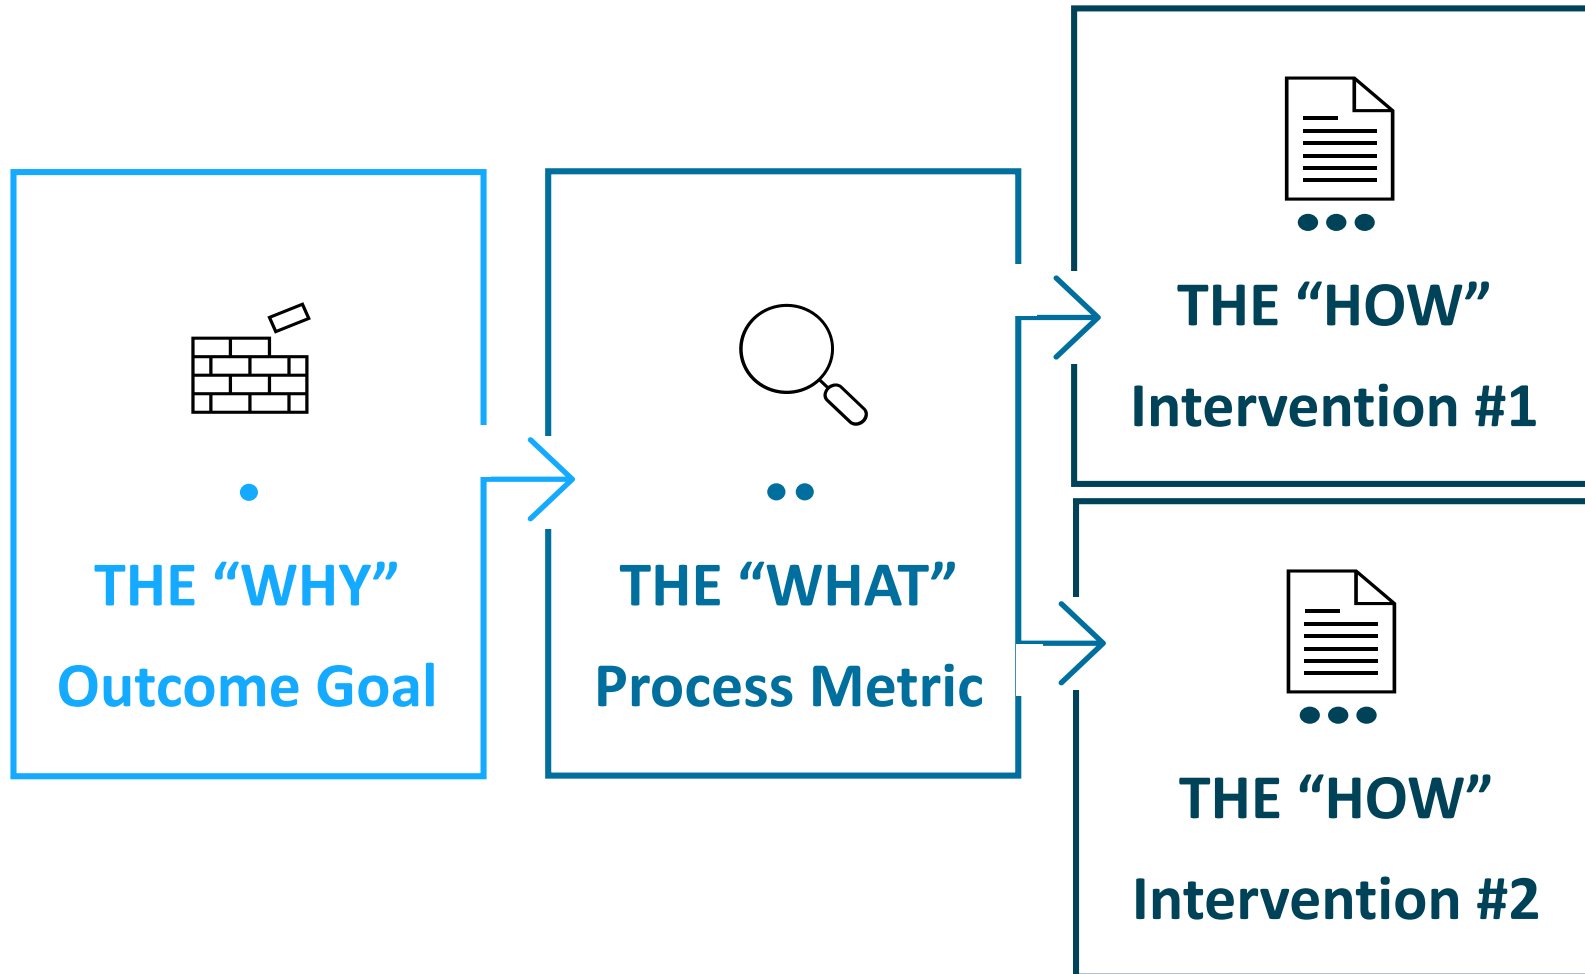 THE “WHY”
Outcome Goal
THE “WHAT”
Process Metric
THE “HOW”
Intervention #1
THE “HOW”
Intervention #2